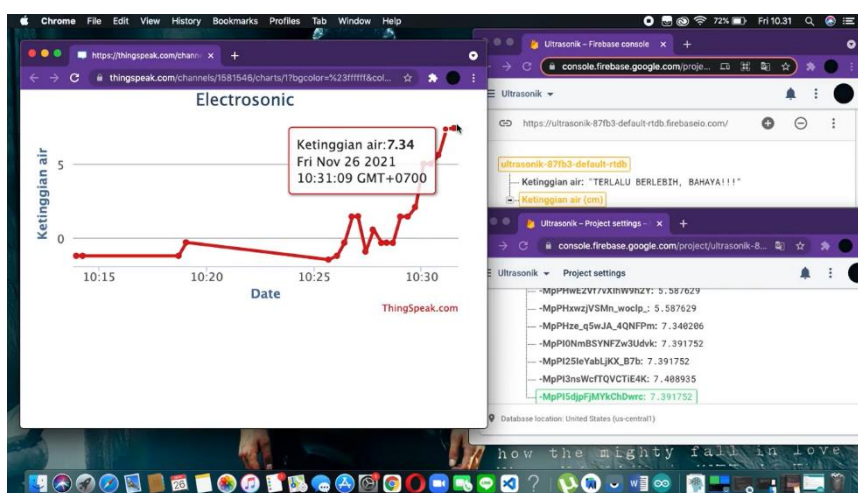 Chrome File Edit View History Bookmarks Profiles Tab Window Help
72% Fri 10.31
https://thingspeak.com/chann
thingspeak.com/channels/1581546/charts/1?bgcolor=%23ffffff&col...
Electrosonic
Ketinggian air:7.34
Fri Nov 26 2021
10:31:09 GMT+0700
Ketinggian air
5
0
10:15 10:20 10:25 10:30
Date
ThingSpeak.com
Ultrasonik – Firebase console
console.firebase.google.com/proje...
Ultrasonik
https://ultrasonik-87fb3-default-rtdb.firebaseio.com/
ultrasonik-87fb3-default-rtdb
Ketinggian air: "TERLALU BERLEBIH, BAHAYA!!!"
Ketinggian air (cm)
Ultrasonik – Project settings –
console.firebase.google.com/project/ultrasonik-8...
Ultrasonik Project settings
5.587629
-MpPHxwzjVSMn_woclp_: 5.587629
-MpPHze_q5wJA_4QNFPm: 7.340206
-MpPI0NmBSYNFZw3Udvk: 7.391752
-MpPI25IeYabLjKX_B7b: 7.391752
-MpPI3nsWcfTQVCTiE4K: 7.408935
-MpPI5djpFjMYkChDwrc: 7.391752
Database location: United States (us-central1)
how the mighty fall in love
26